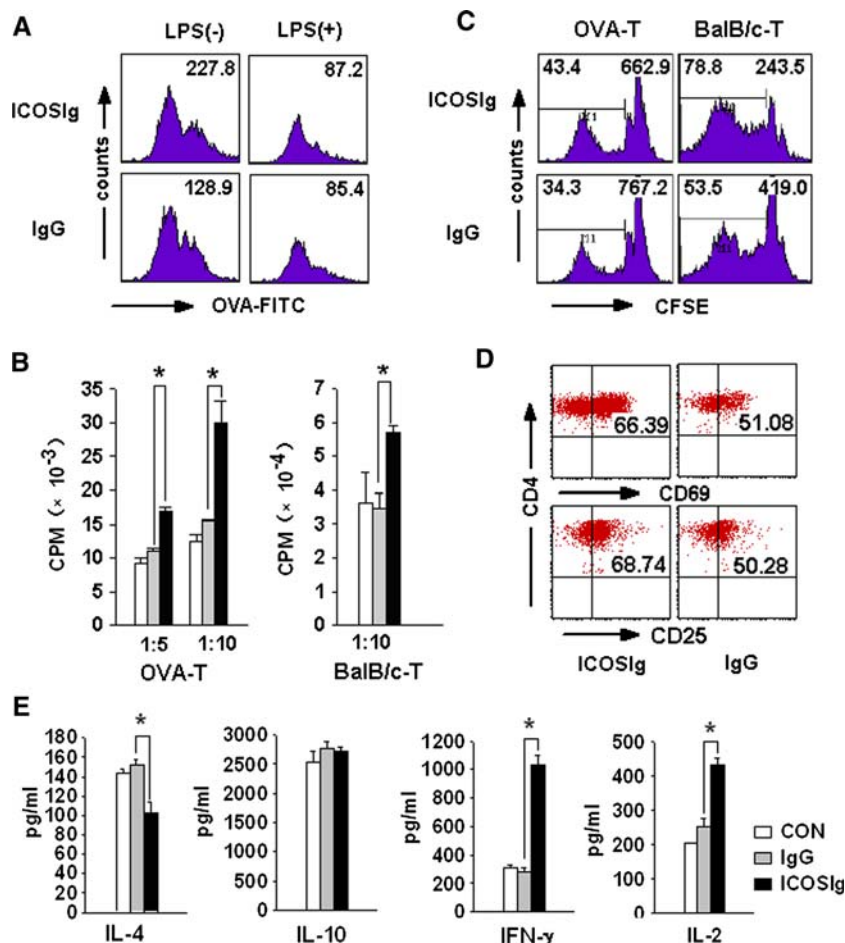 A
LPS(-) LPS(+)
ICOSIg
227.8 87.2
IgG
128.9 85.4
counts
OVA-FITC
C
OVA-T BalB/c-T
ICOSIg
43.4 662.9 78.8 243.5
M1
IgG
34.3 767.2 53.5 419.0
M1
counts
CFSE
B
CPM ( × 10-3)
35
30
25
20
15
10
5
0
* *
1:5 1:10
OVA-T
CPM ( × 10-4)
7
6
5
4
3
2
1
0
*
1:10
BalB/c-T
D
CD4
66.39 51.08
CD69
68.74 50.28
CD25
ICOSIg IgG
E
pg/ml
180
160
140
120
100
80
60
40
20
0
*
IL-4
pg/ml
3000
2500
2000
1500
1000
500
0
IL-10
pg/ml
1200
1000
800
600
400
200
0
*
IFN-γ
pg/ml
500
400
300
200
100
0
*
IL-2
CON
IgG
ICOSIg